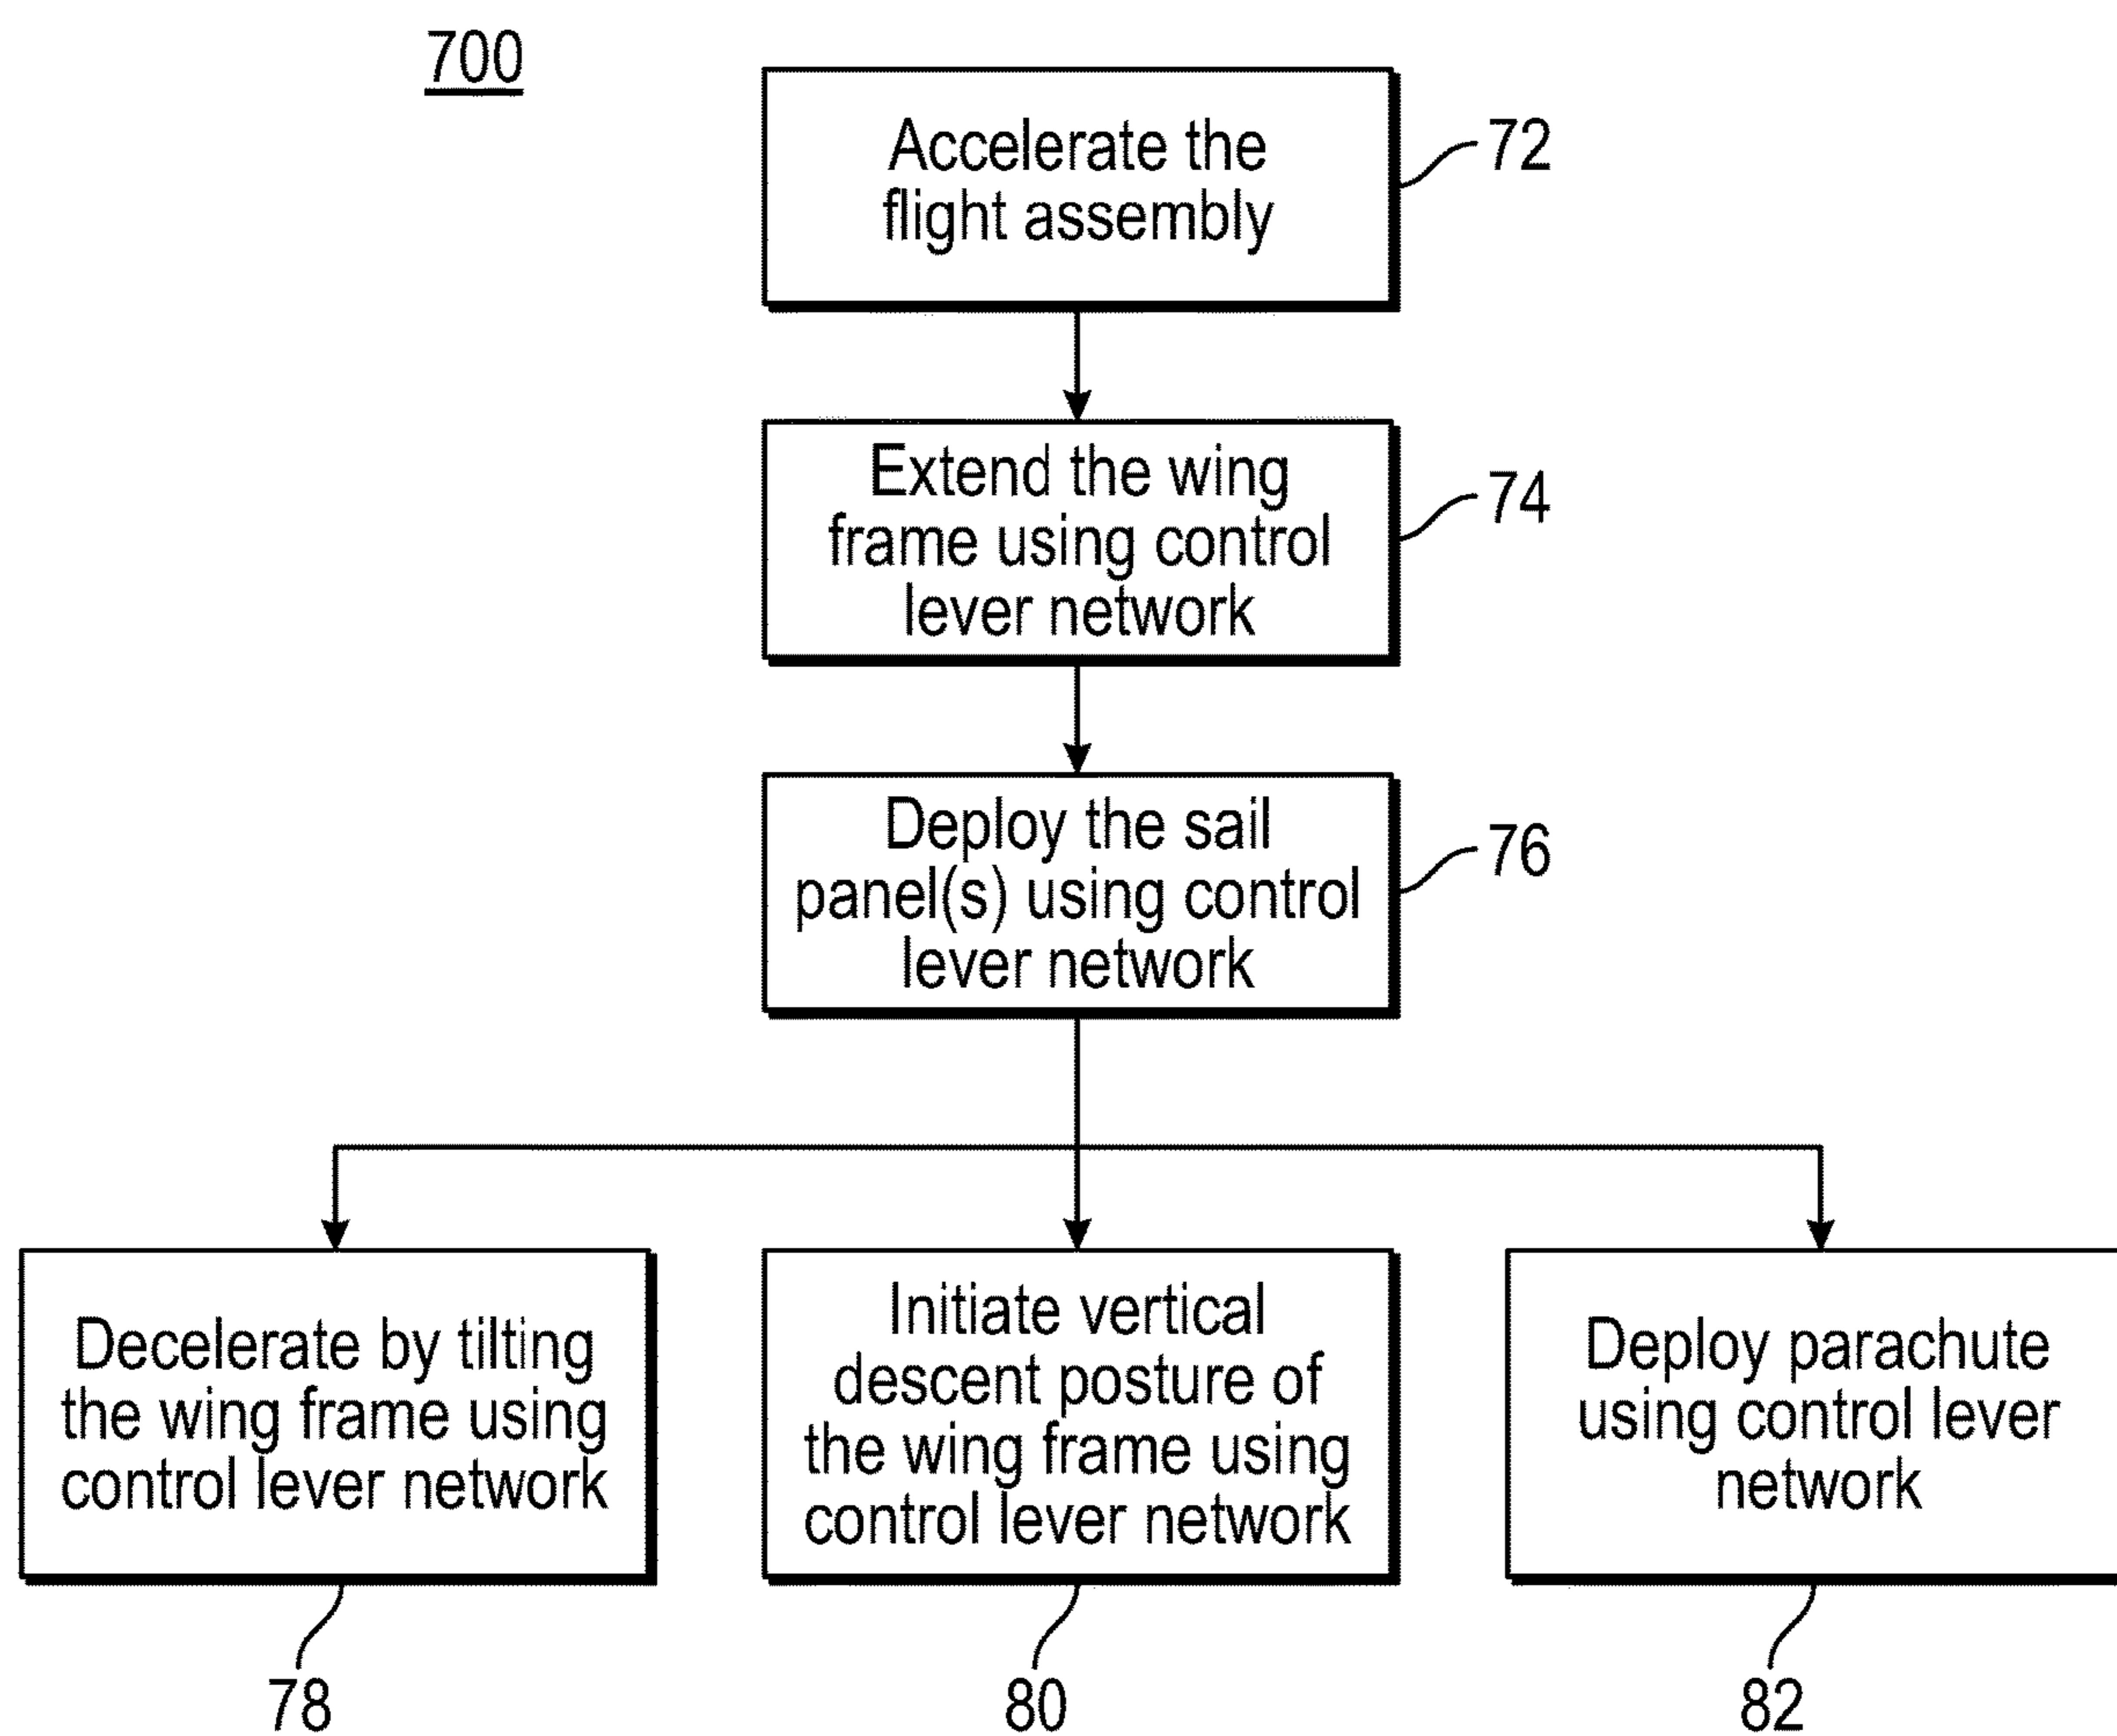 700
Accelerate the
flight assembly
72
Extend the wing
frame using control
lever network
74
Deploy the sail
panel(s) using control
lever network
76
Decelerate by tilting
the wing frame using
control lever network
78
Initiate vertical
descent posture of
the wing frame using
control lever network
80
Deploy parachute
using control lever
network
82